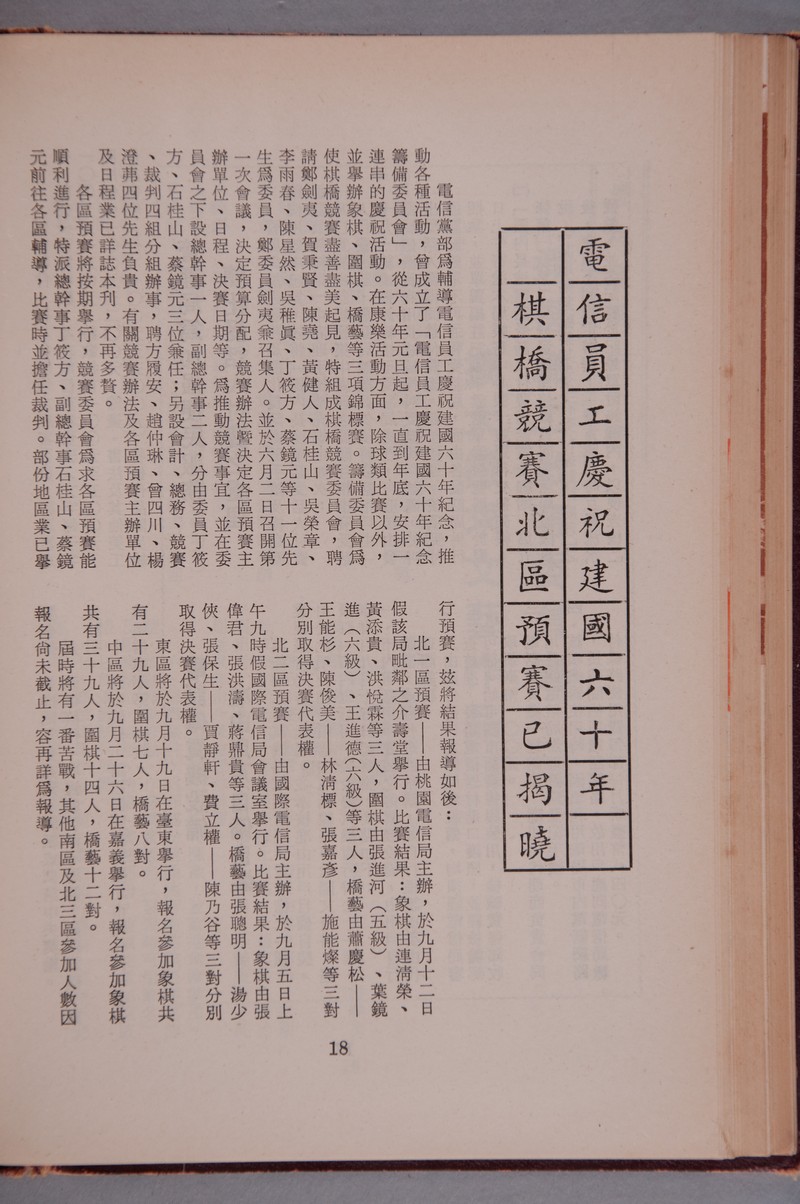 電信員工慶祝建國六十年
棋橋競賽北區預賽已揭曉
電信黨部爲輔導電信員工慶祝建國六十年紀念，推
動各種活動，曾成立了「電信員工慶祝建國六十年紀念
籌備委員會」，從六十年元旦起，一直到年底，安排一
連串的慶祝活動。在康樂活動方面，除球類比賽以外，
並舉辦象棋、圍棋、橋藝等三項錦標賽。籌備委員會爲
使棋橋競賽盡善盡美起見，特組成棋橋競賽委員會，聘
請鄭劍夷、賀秉賢、陳堯、黃健人、石桂山、吳榮章、
李雨春、陳星然、吳稚眞、丁筱方、蔡鏡元等十一位先
生爲委員，鄭委員劍夷兼召集人。並於六月二日召開第
一次會議，決定預算分配，競賽辦法曁決定各區預賽主
辦單位、日程、決賽日期等。爲推動競賽事宜，並在委
員會之下設總幹事一人，副總幹事二人，分由委員丁筱
方、石桂山、蔡鏡元三位兼任；另設會計、總務、競賽
、裁判四組分組辦事，聘方履安、趙仲琳、曾四川、楊
澄茀四位先生負責。有關競賽辦法及各區預賽主辦單位
及日程業已詳誌本刋，不再多贅。
各區預賽將按期舉行，競賽委員會爲求各區預賽能
順利進行，特派總幹事丁筱方、副總幹事石桂山、蔡鏡
元前往各區輔導，比賽時並擔任裁判。部份地區業已舉
行預賽，玆將結果報導如後：
北一區預賽——由桃園電信局主辦，於九月十二日
假該局毗鄰之介壽堂舉行。比賽結果：象棋由連淸榮、
黃添貴、洪悅霖等三人，圍棋由張進河（五級）、葉鏡
進（六級）、王進德（六級）等三人，橋藝由蕭慶松——
王能杉、陳俊美——林淸標、張嘉彥——施能燦等三對
分別取得決賽代表權。
北二區預賽——由國際電信局主辦，於九月五日上
午九時假國際電信局會議室舉行。比賽結果：象棋由張
偉君、張洪濤、蔣鼎貴等三人。橋藝由張聰明——湯少
俠、張保生——賈靜軒、費立權——陳乃谷等三對分別
取得決賽代表權。
東區將於九月十九日在臺東舉行，報名參加象棋共
有二十九人，圍棋七人，橋藝八對。
中區將於九月二十六日在嘉義舉行，報名參加象棋
共有三十九人，圍棋十四人，橋藝十二對。
屆時將有一番苦戰，其他南區及北三區參加人數因
報名尙未截止，容再詳爲報導。
18